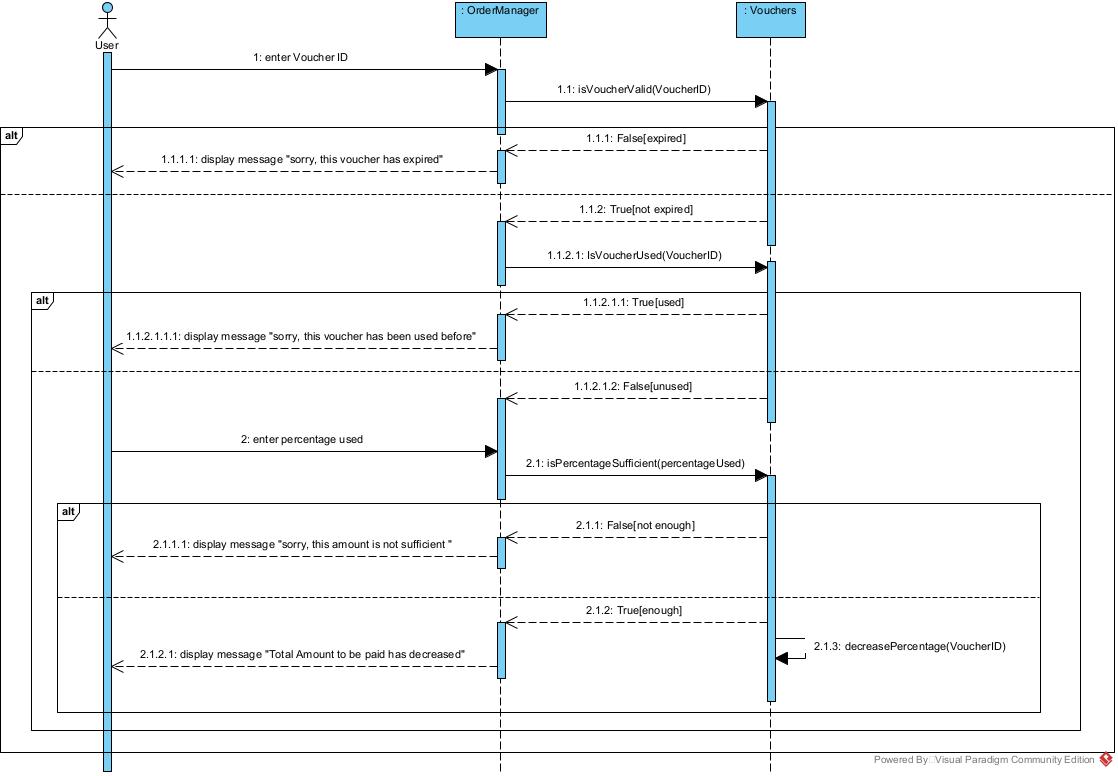 : OrderManager
: Vouchers
User
1: enter Voucher ID
1.1: isVoucherValid(VoucherID)
alt
1.1.1: False[expired]
1.1.1.1: display message "sorry, this voucher has expired"
1.1.2: True[not expired]
1.1.2.1: IsVoucherUsed(VoucherID)
alt
1.1.2.1.1: True[used]
1.1.2.1.1.1: display message "sorry, this voucher has been used before"
1.1.2.1.2: False[unused]
2: enter percentage used
2.1: isPercentageSufficient(percentageUsed)
alt
2.1.1: False[not enough]
2.1.1.1: display message "sorry, this amount is not sufficient "
2.1.2: True[enough]
2.1.3: decreasePercentage(VoucherID)
2.1.2.1: display message "Total Amount to be paid has decreased"
Powered By Visual Paradigm Community Edition